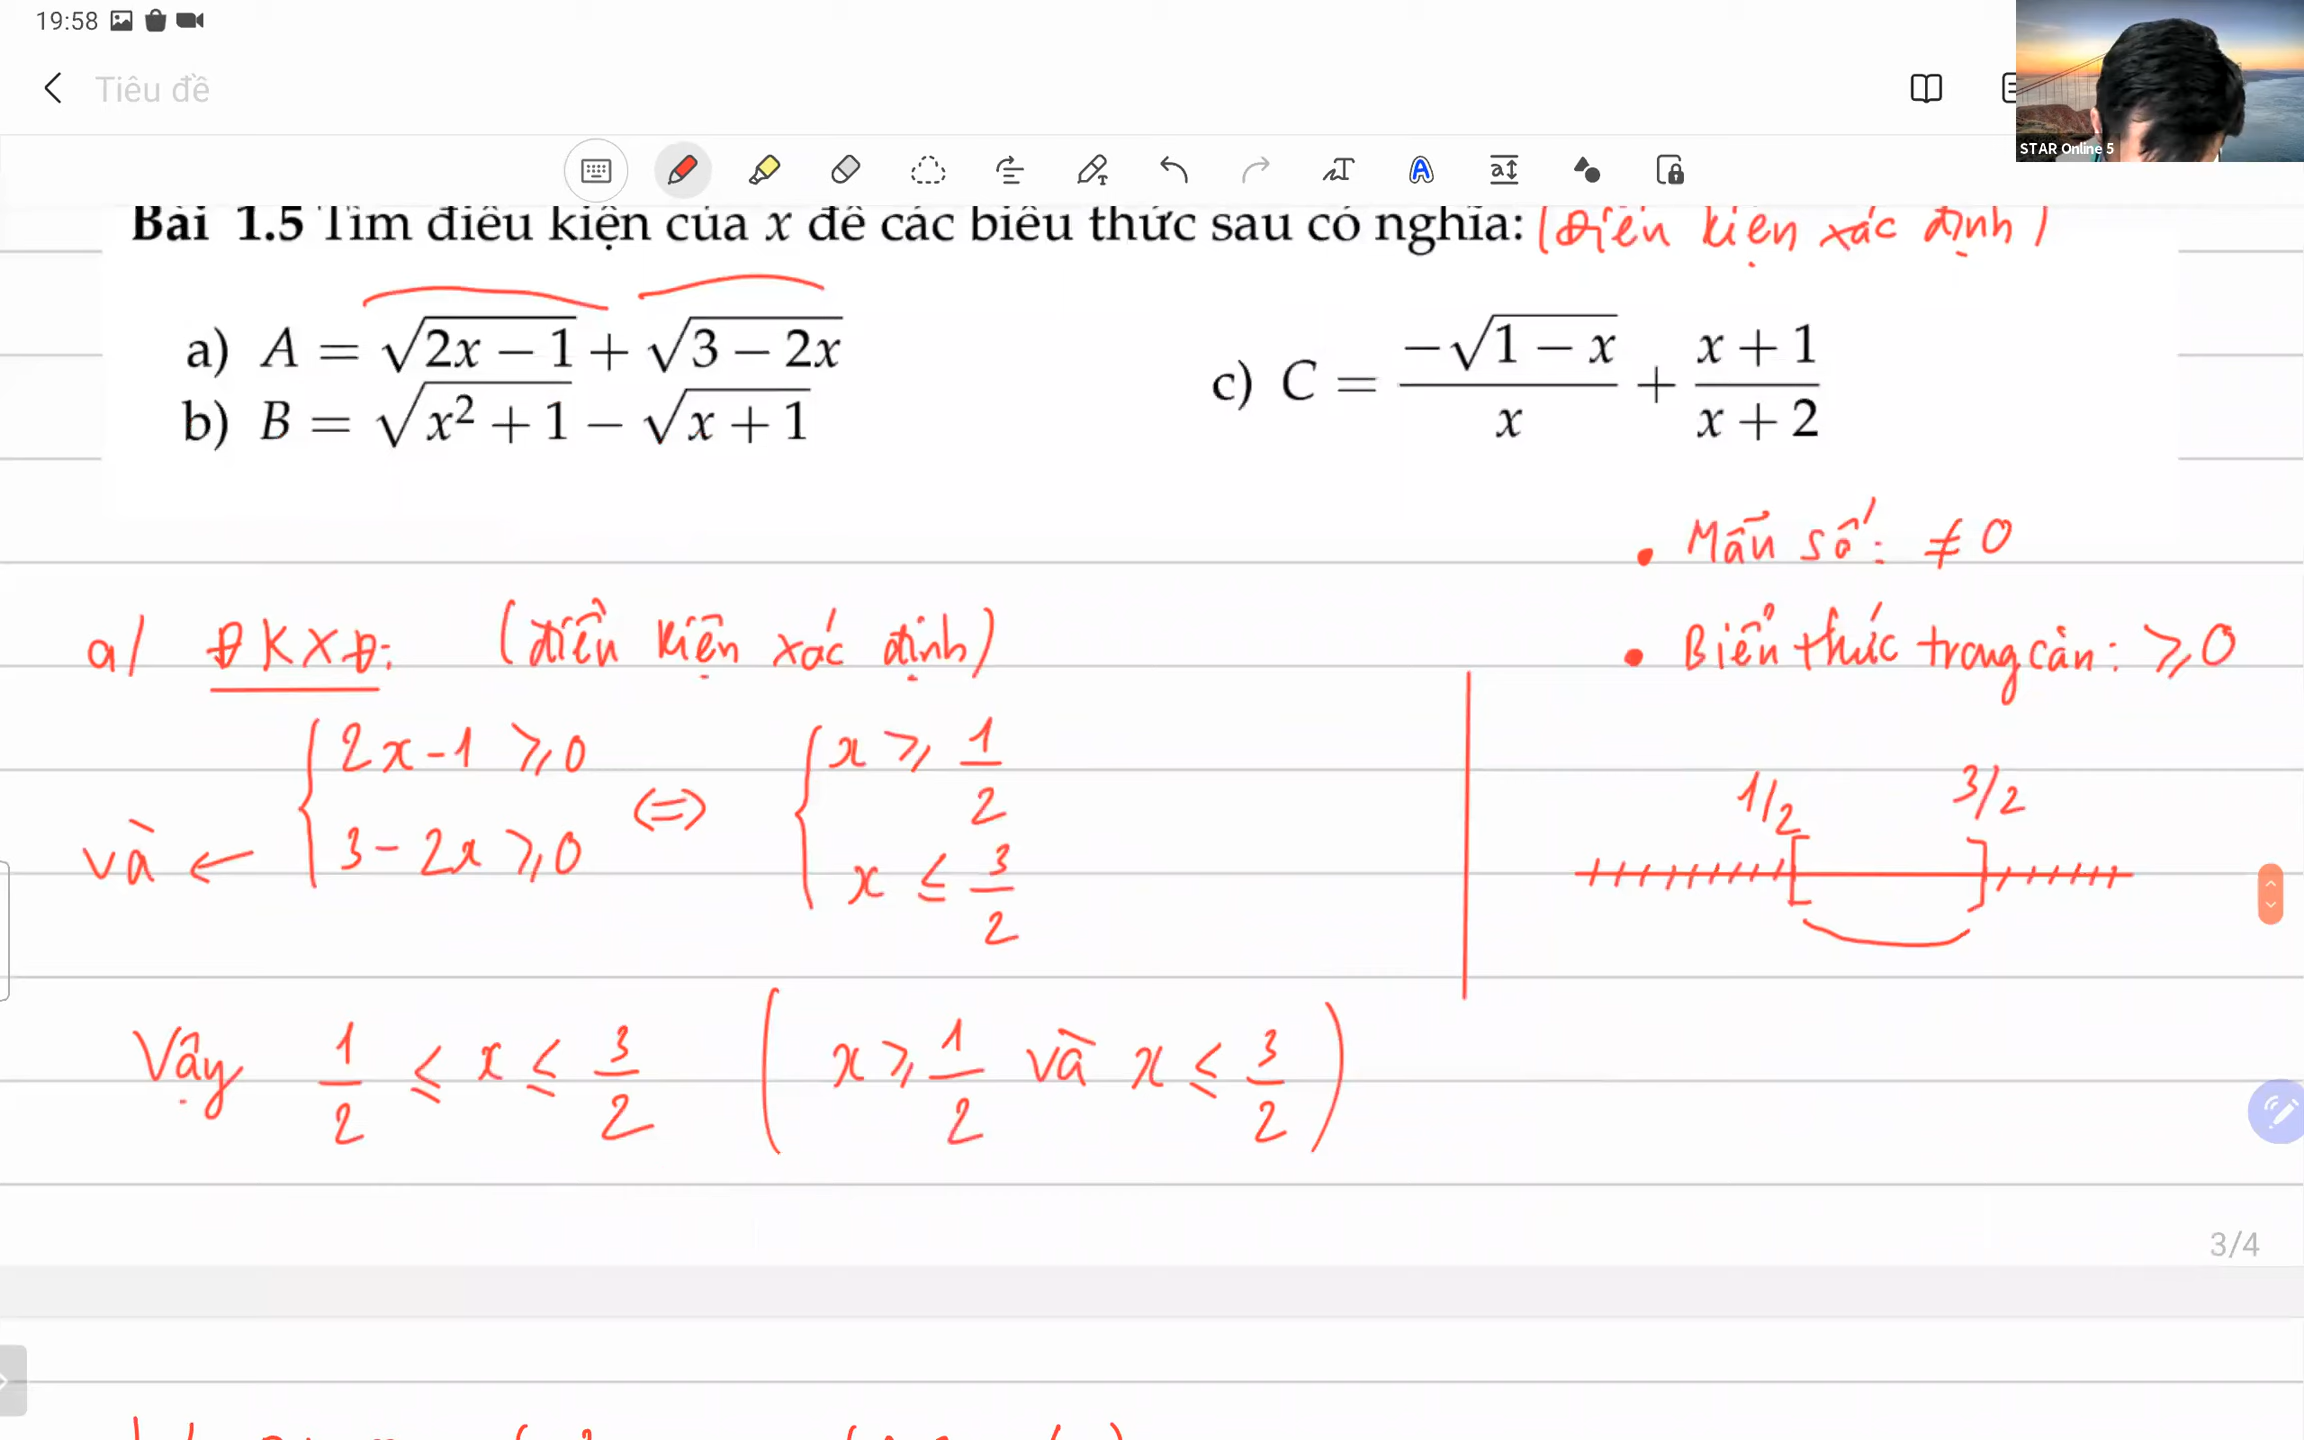 19:58
Tiêu đề
STAR Online 5
Bài 1.5 Tìm điều kiện của x để các biểu thức sau có nghĩa: (điều kiện xác định)
a) A = √(2x − 1) + √(3 − 2x)
b) B = √(x² + 1) − √(x + 1)
c) C = (−√(1 − x))/x + (x + 1)/(x + 2)
• Mẫu số: ≠ 0
• Biểu thức trong căn: ≥ 0
a/ ĐKXĐ: (điều kiện xác định)
{ 2x - 1 ≥ 0
và ← 3 - 2x ≥ 0
⇔ { x ≥ 1/2
x ≤ 3/2
1/2 3/2
Vậy 1/2 ≤ x ≤ 3/2 ( x ≥ 1/2 và x ≤ 3/2 )
3/4